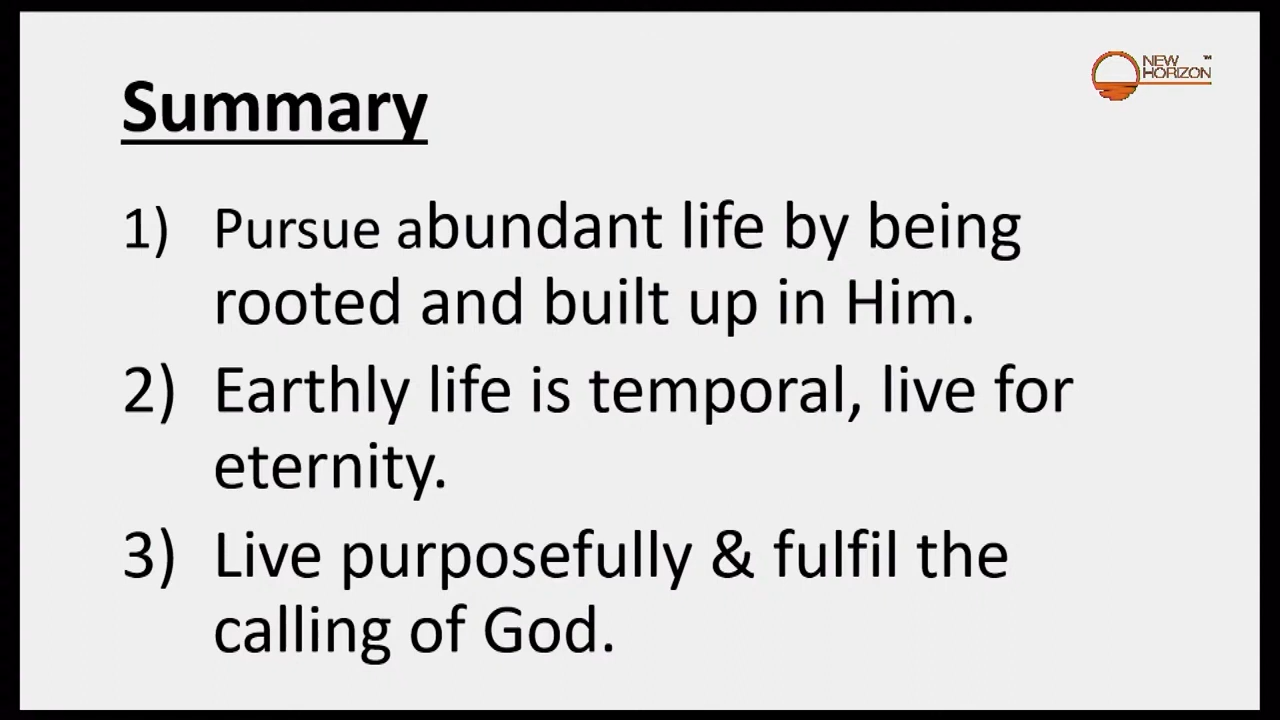 NEW ™
HORIZON
Summary
1) Pursue abundant life by being
rooted and built up in Him.
2) Earthly life is temporal, live for
eternity.
3) Live purposefully & fulfil the
calling of God.